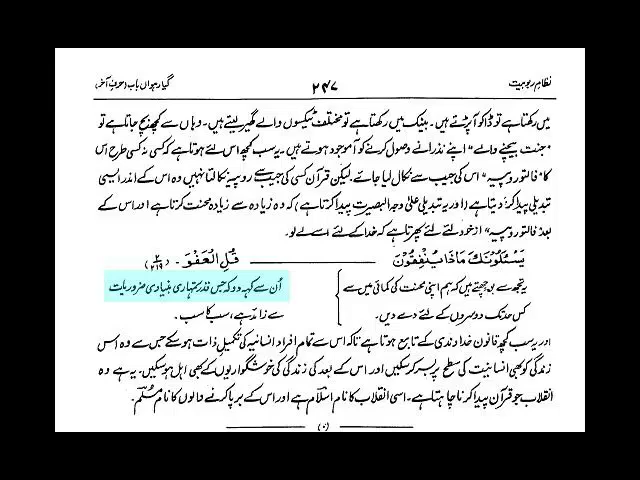 نظامِ ربوبیت
۲۴۷
گیارہواں باب (حرفِ آخر)
میں رکھتا ہے تو ڈاکو آ پڑتے ہیں۔ بینک میں رکھتا ہے تو مختلف ٹیکسوں والے گھیر لیتے ہیں۔ وہاں سے کچھ بچ جاتا ہے تو
"جنت بیچنے والے" اپنے نذرانے وصول کرنے کو آ موجود ہوتے ہیں۔ یہ سب کچھ اس لئے ہوتا ہے کہ کسی نہ کسی طرح اس
کا "فالتو روپیہ" اس کی جیب سے نکال لیا جائے۔ لیکن قرآن کسی کی جیب سے روپیہ نکالتا نہیں وہ اس کے اندر ایسی
تبدیلی پیدا کر دیتا ہے (اور یہ تبدیلی علیٰ وجہ البصیرت پیدا کرتا ہے) کہ وہ زیادہ سے زیادہ محنت کرتا ہے اور اس کے
بعد "فالتو روپیہ" از خود لئے لئے پھرتا ہے کہ خدا کے لئے اسے لے لو۔
یَسْئَلُوْنَكَ مَاذَا یُنْفِقُوْنَ ——— قُلِ الْعَفْوَ۔ (۲/۲۱۹)
یہ تجھ سے پوچھتے ہیں کہ ہم اپنی محنت کی کمائی میں سے
کس حد تک دوسروں کے لئے دے دیں۔
اُن سے کہہ دو کہ جس قدر تمہاری بنیادی ضروریات
سے زائد ہے، سب کا سب۔
اور یہ سب کچھ قانونِ خداوندی کے تابع ہوتا ہے تاکہ اس سے تمام افرادِ انسانیہ کی تکمیلِ ذات ہو سکے جس سے وہ اس
زندگی کو بھی انسانیت کی سطح پر بسر کر سکیں اور اس کے بعد کی زندگی کی خوشگواریوں کے بھی اہل ہو سکیں۔ یہ ہے وہ
انقلاب جو قرآن پیدا کرنا چاہتا ہے۔ اسی انقلاب کا نام اسلام ہے اور اس کے برپا کرنے والوں کا نام مسلم۔
(۰)